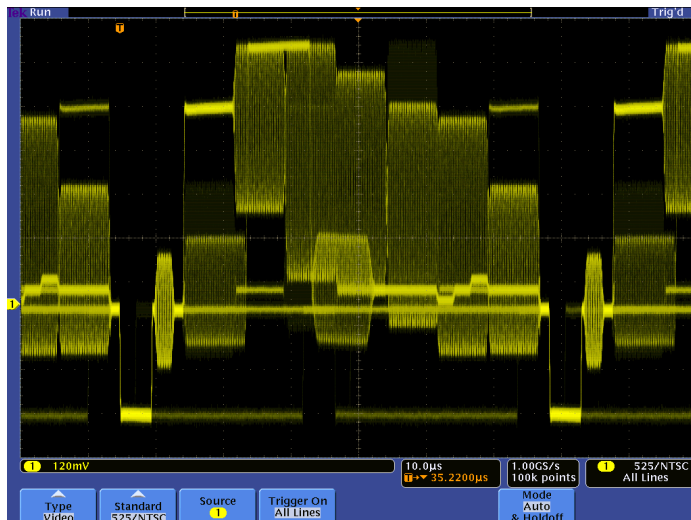 Tek Run Trig'd
T
T
1
1 120mV
10.0µs
T→▼ 35.2200µs
1.00GS/s
100k points
1 525/NTSC
All Lines
Type
Video
Standard
525/NTSC
Source
1
Trigger On
All Lines
Mode
Auto
& Holdoff